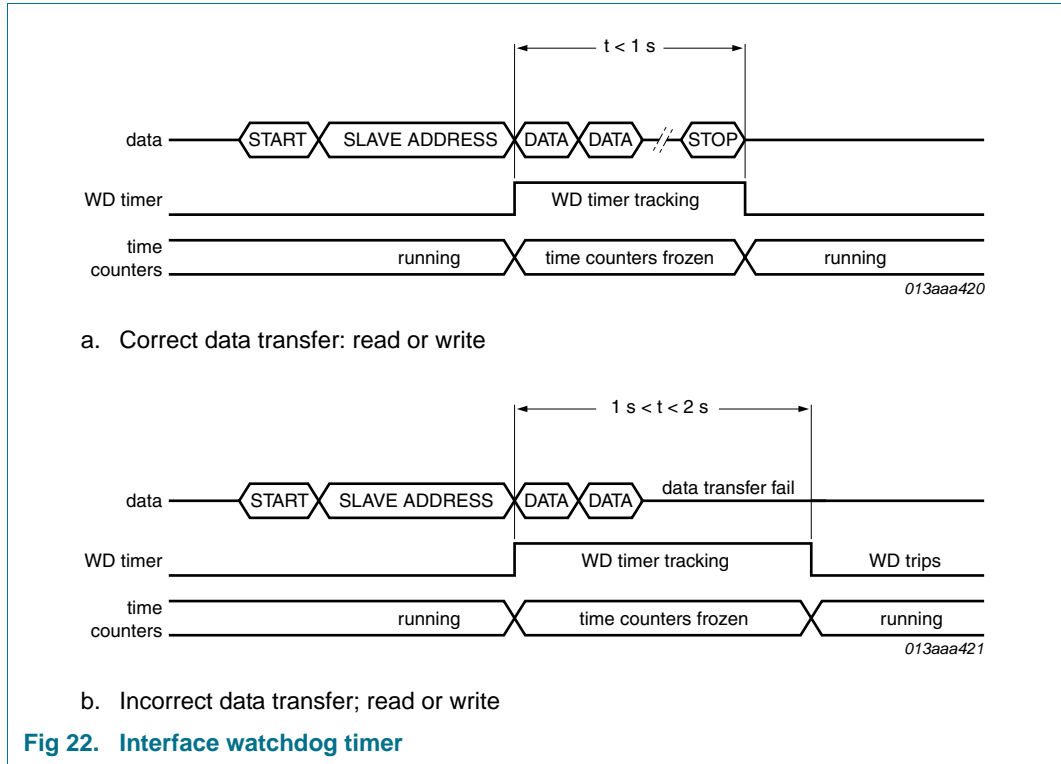 t < 1 s
data START SLAVE ADDRESS DATA DATA STOP
WD timer WD timer tracking
time
counters running time counters frozen running
013aaa420
a. Correct data transfer: read or write
1 s < t < 2 s
data START SLAVE ADDRESS DATA DATA data transfer fail
WD timer WD timer tracking WD trips
time
counters running time counters frozen running
013aaa421
b. Incorrect data transfer; read or write
Fig 22. Interface watchdog timer